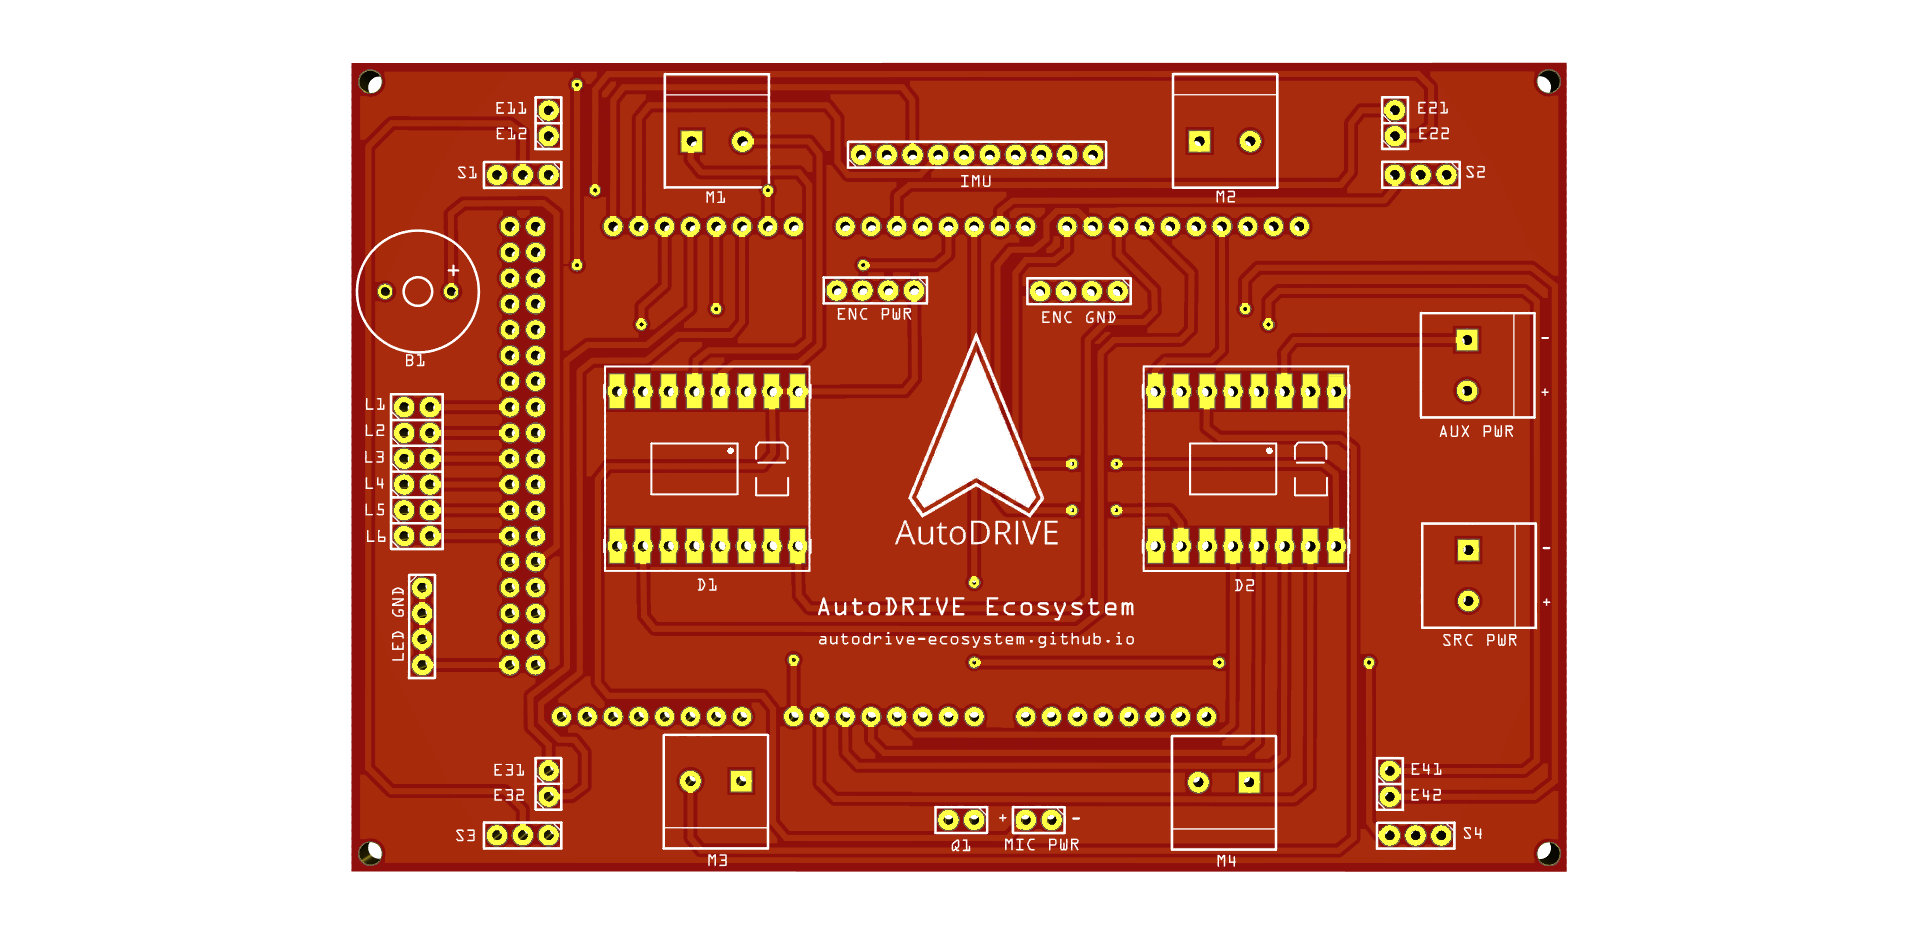 E11
E12
S1
M1
IMU
M2
E21
E22
S2
+
B1
ENC PWR
ENC GND
-
+
AUX PWR
L1
L2
L3
L4
L5
L6
AutoDRIVE
D1
D2
-
+
SRC PWR
LED GND
AutoDRIVE Ecosystem
autodrive-ecosystem.github.io
E31
E32
S3
M3
Q1
+
-
MIC PWR
M4
E41
E42
S4